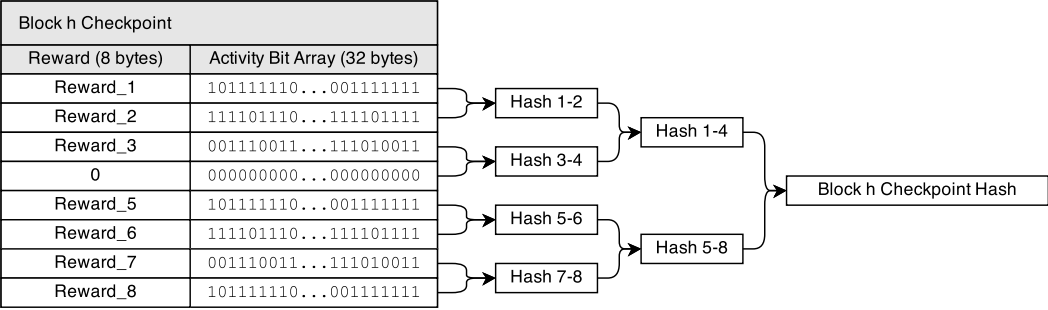 Block h Checkpoint
Reward (8 bytes) Activity Bit Array (32 bytes)
Reward_1 101111110...001111111
Reward_2 111101110...111101111
Reward_3 001110011...111010011
0 000000000...000000000
Reward_5 101111110...001111111
Reward_6 111101110...111101111
Reward_7 001110011...111010011
Reward_8 101111110...001111111
Hash 1-2
Hash 3-4
Hash 5-6
Hash 7-8
Hash 1-4
Hash 5-8
Block h Checkpoint Hash